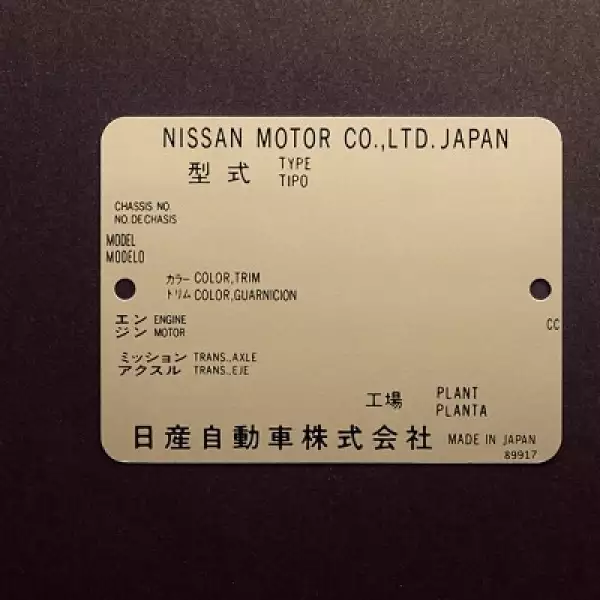 NISSAN MOTOR CO.,LTD. JAPAN
型式 TYPE
TIPO
CHASSIS NO.
NO. DE CHASIS
MODEL
MODELO
カラー COLOR,TRIM
トリム COLOR,GUARNICION
エン ENGINE
ジン MOTOR
CC
ミッション TRANS.,AXLE
アクスル TRANS.,EJE
工場 PLANT
PLANTA
日産自動車株式会社 MADE IN JAPAN
89917